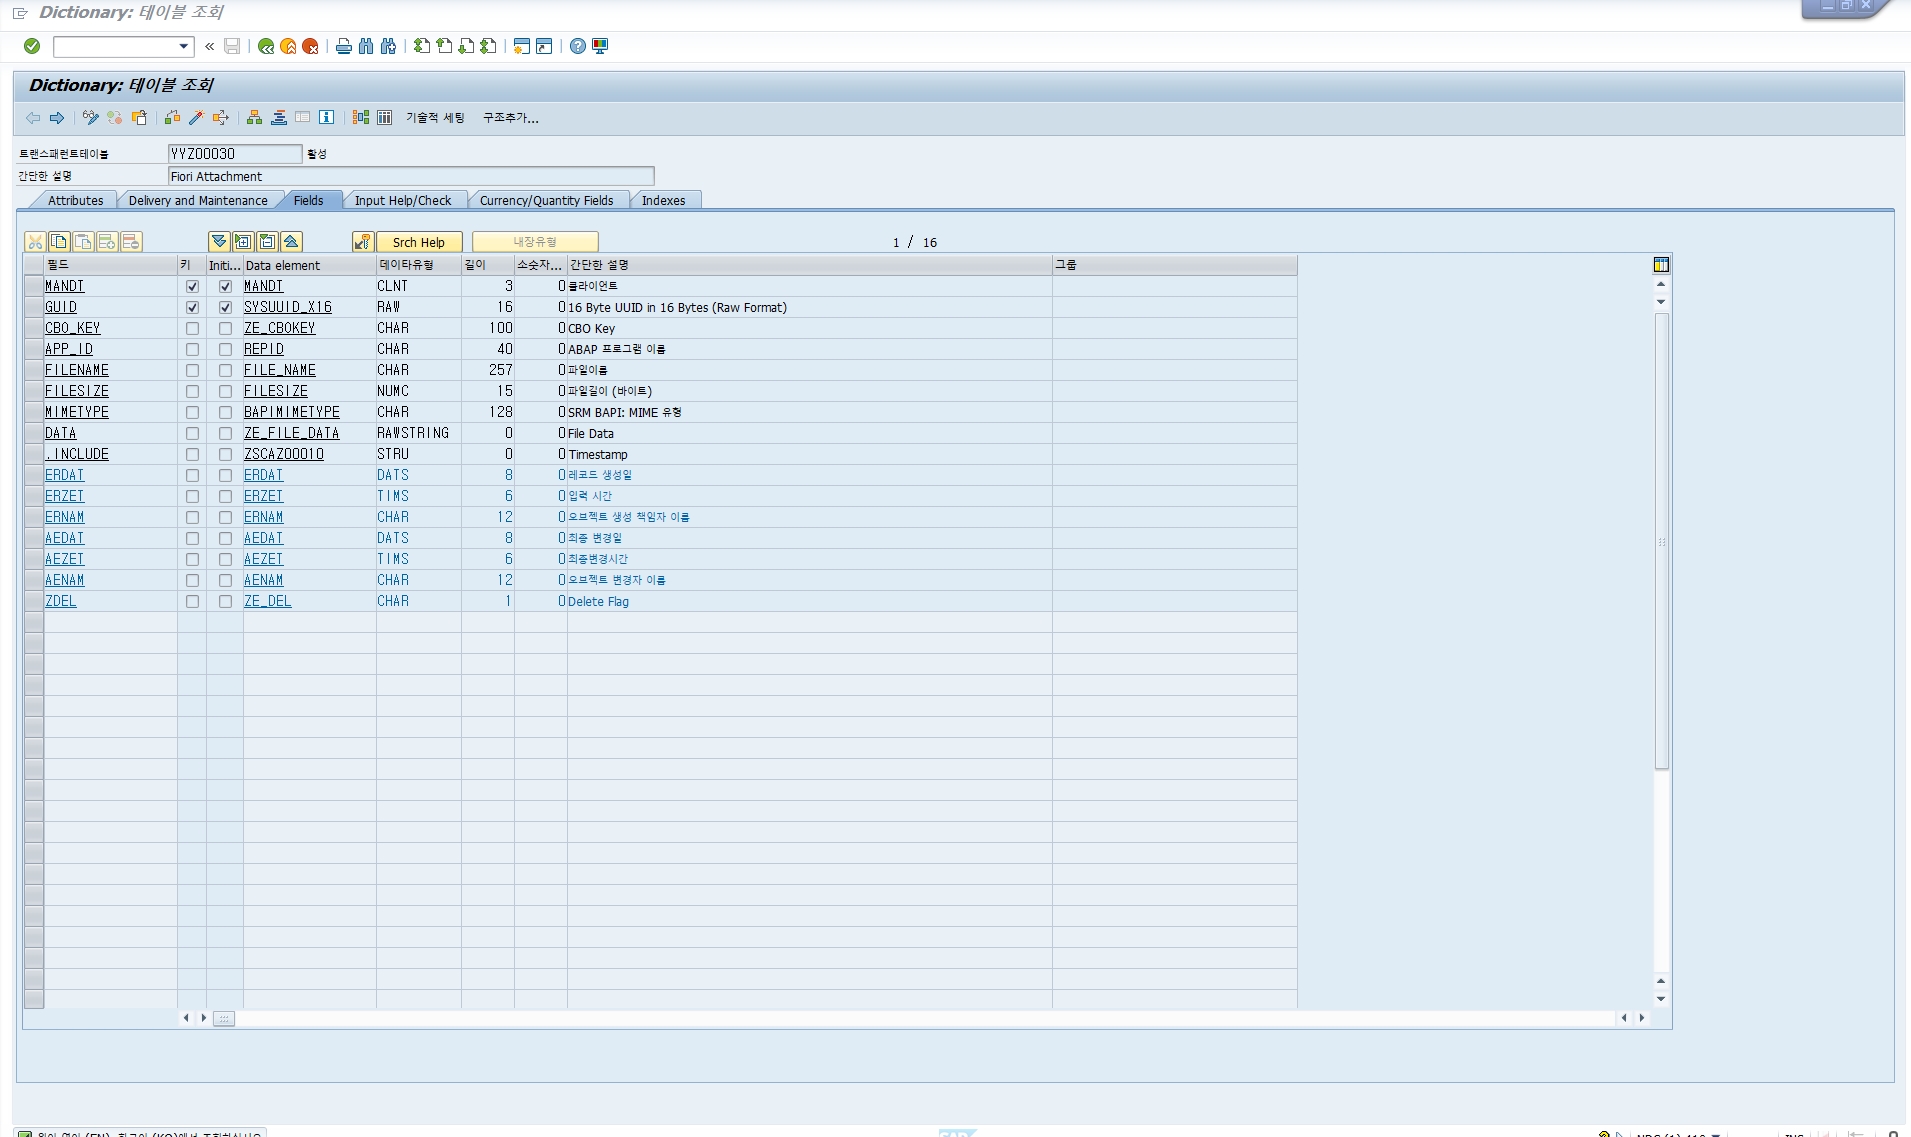 Dictionary: 테이블 조회
Dictionary: 테이블 조회
기술적 세팅 구조추가...
트랜스패런트테이블 YYZ00030 활성
간단한 설명 Fiori Attachment
Attributes Delivery and Maintenance Fields Input Help/Check Currency/Quantity Fields Indexes
Srch Help 내장유형 1 / 16
필드 키 Initi... Data element 데이타유형 길이 소숫자... 간단한 설명 그룹
MANDT MANDT CLNT 3 0 클라이언트
GUID SYSUUID_X16 RAW 16 0 16 Byte UUID in 16 Bytes (Raw Format)
CBO_KEY ZE_CBOKEY CHAR 100 0 CBO Key
APP_ID REPID CHAR 40 0 ABAP 프로그램 이름
FILENAME FILE_NAME CHAR 257 0 파일이름
FILESIZE FILESIZE NUMC 15 0 파일길이 (바이트)
MIMETYPE BAPIMIMETYPE CHAR 128 0 SRM BAPI: MIME 유형
DATA ZE_FILE_DATA RAWSTRING 0 0 File Data
.INCLUDE ZSCAZ00010 STRU 0 0 Timestamp
ERDAT ERDAT DATS 8 0 레코드 생성일
ERZET ERZET TIMS 6 0 입력 시간
ERNAM ERNAM CHAR 12 0 오브젝트 생성 책임자 이름
AEDAT AEDAT DATS 8 0 최종 변경일
AEZET AEZET TIMS 6 0 최종변경시간
AENAM AENAM CHAR 12 0 오브젝트 변경자 이름
ZDEL ZE_DEL CHAR 1 0 Delete Flag